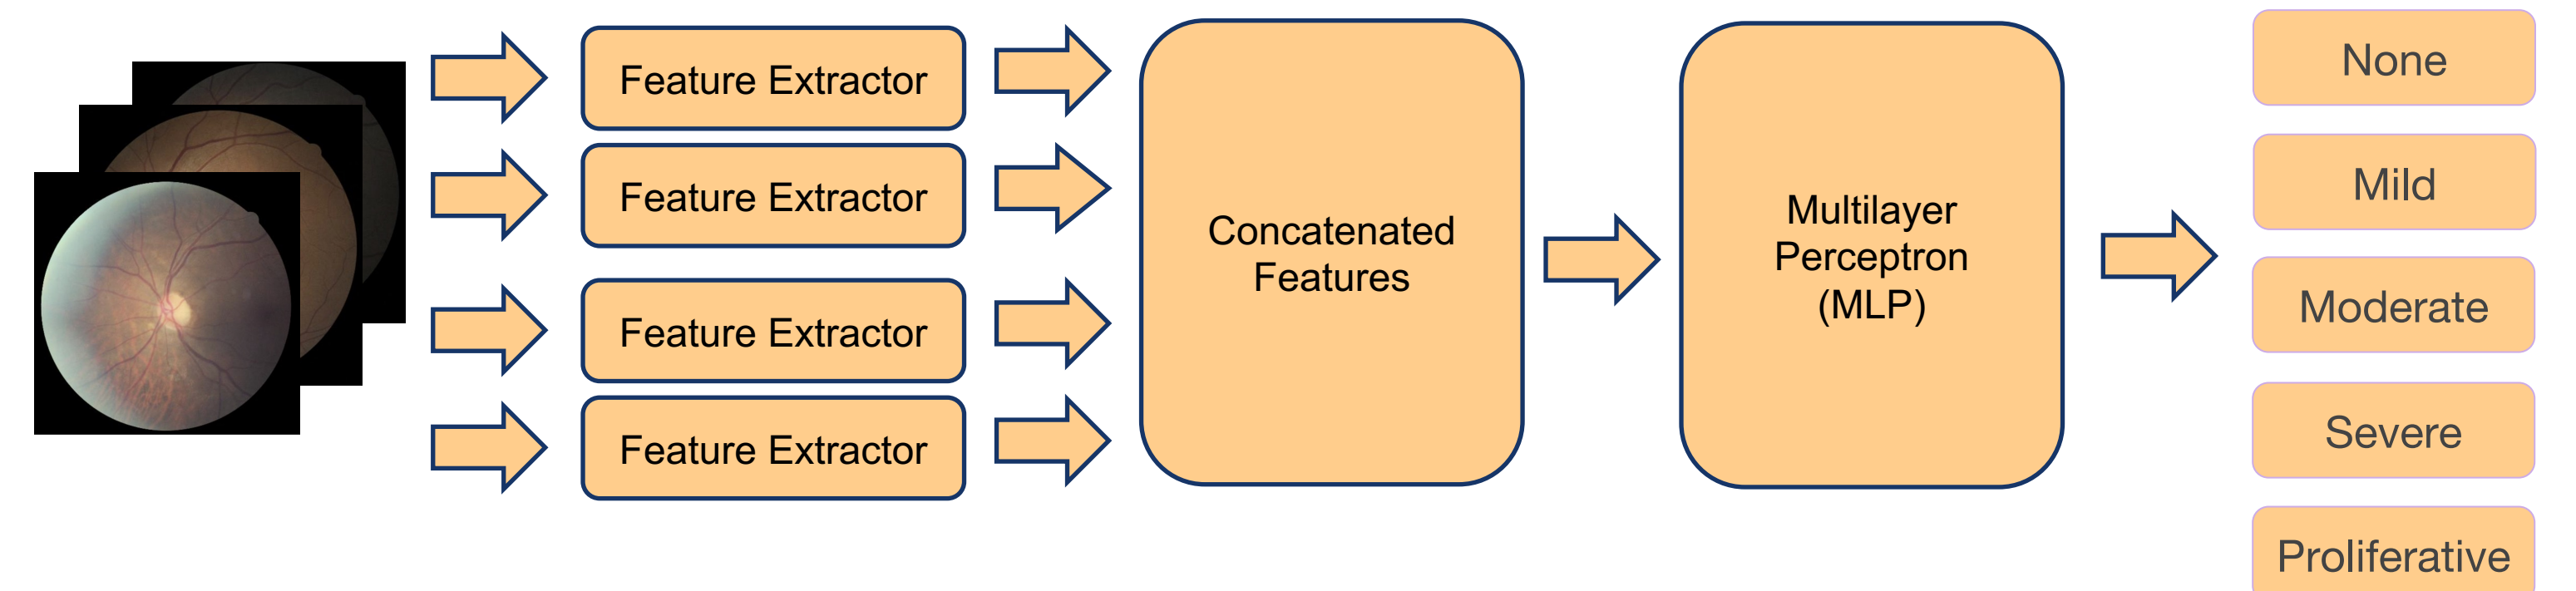 Feature Extractor
Feature Extractor
Feature Extractor
Feature Extractor
Concatenated
Features
Multilayer
Perceptron
(MLP)
None
Mild
Moderate
Severe
Proliferative